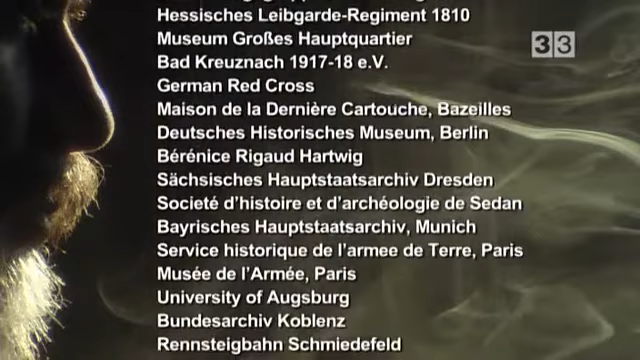 Hessisches Leibgarde-Regiment 1810
33
Museum Großes Hauptquartier
Bad Kreuznach 1917-18 e.V.
German Red Cross
Maison de la Dernière Cartouche, Bazeilles
Deutsches Historisches Museum, Berlin
Bérénice Rigaud Hartwig
Sächsisches Hauptstaatsarchiv Dresden
Societé d'histoire et d'archéologie de Sedan
Bayrisches Hauptstaatsarchiv, Munich
Service historique de l'armee de Terre, Paris
Musée de l'Armée, Paris
University of Augsburg
Bundesarchiv Koblenz
Rennsteigbahn Schmiedefeld